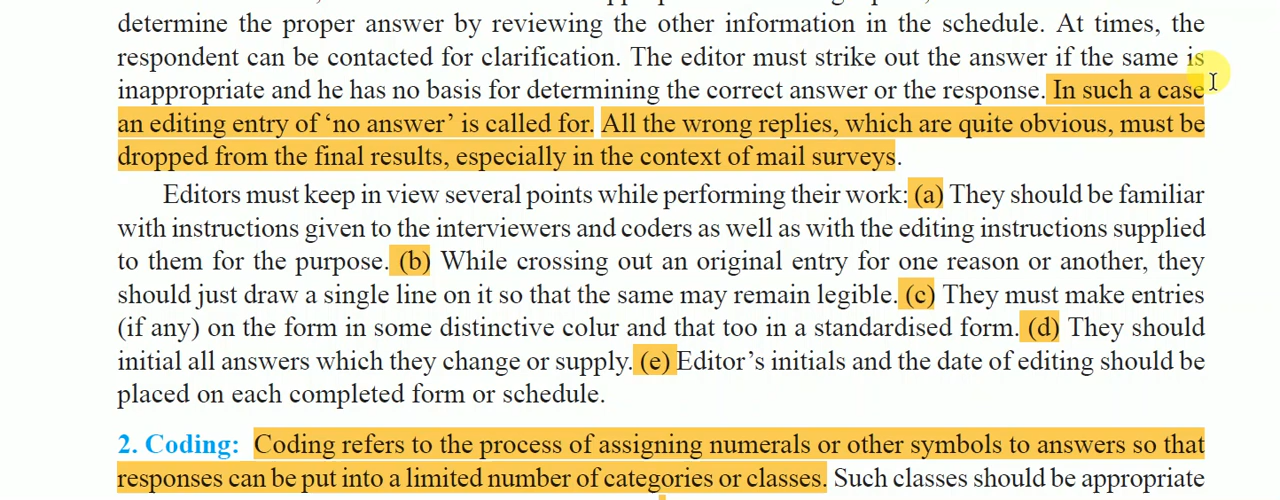 determine the proper answer by reviewing the other information in the schedule. At times, the
respondent can be contacted for clarification. The editor must strike out the answer if the same is
inappropriate and he has no basis for determining the correct answer or the response. In such a case
an editing entry of ‘no answer’ is called for. All the wrong replies, which are quite obvious, must be
dropped from the final results, especially in the context of mail surveys.
Editors must keep in view several points while performing their work: (a) They should be familiar
with instructions given to the interviewers and coders as well as with the editing instructions supplied
to them for the purpose. (b) While crossing out an original entry for one reason or another, they
should just draw a single line on it so that the same may remain legible. (c) They must make entries
(if any) on the form in some distinctive colur and that too in a standardised form. (d) They should
initial all answers which they change or supply. (e) Editor’s initials and the date of editing should be
placed on each completed form or schedule.
2. Coding: Coding refers to the process of assigning numerals or other symbols to answers so that
responses can be put into a limited number of categories or classes. Such classes should be appropriate